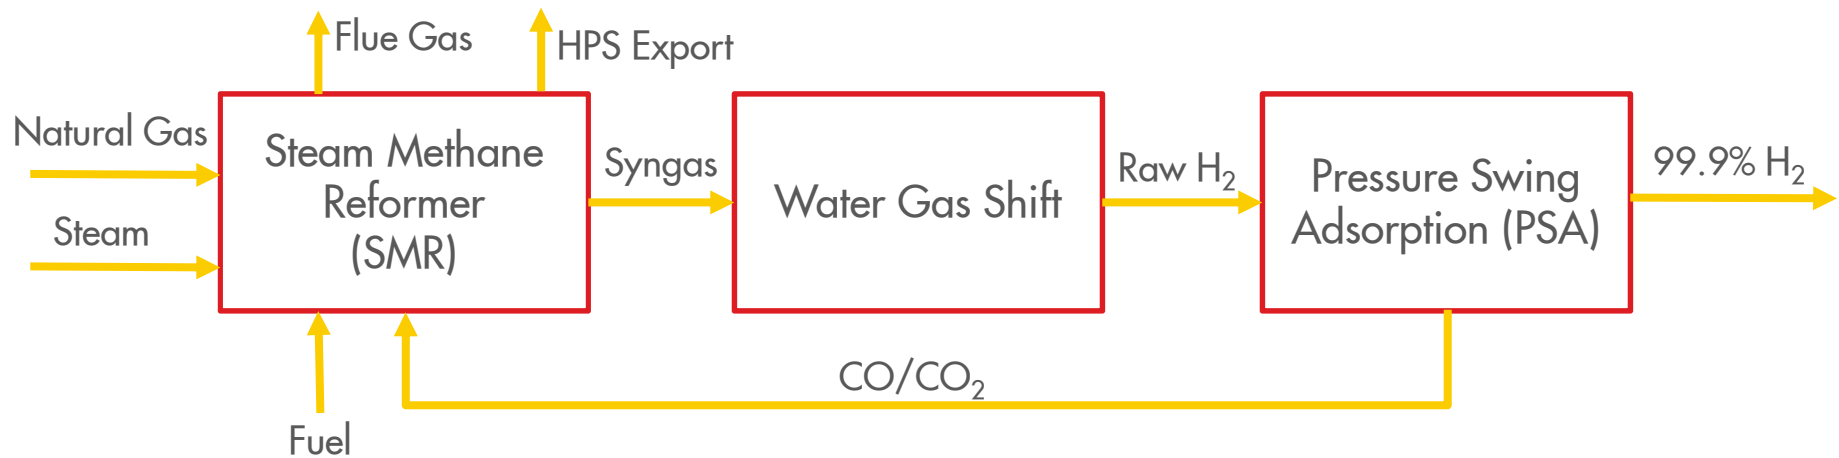 Flue Gas
HPS Export
Natural Gas
Steam
Steam Methane
Reformer
(SMR)
Syngas
Water Gas Shift
Raw H₂
Pressure Swing
Adsorption (PSA)
99.9% H₂
CO/CO₂
Fuel